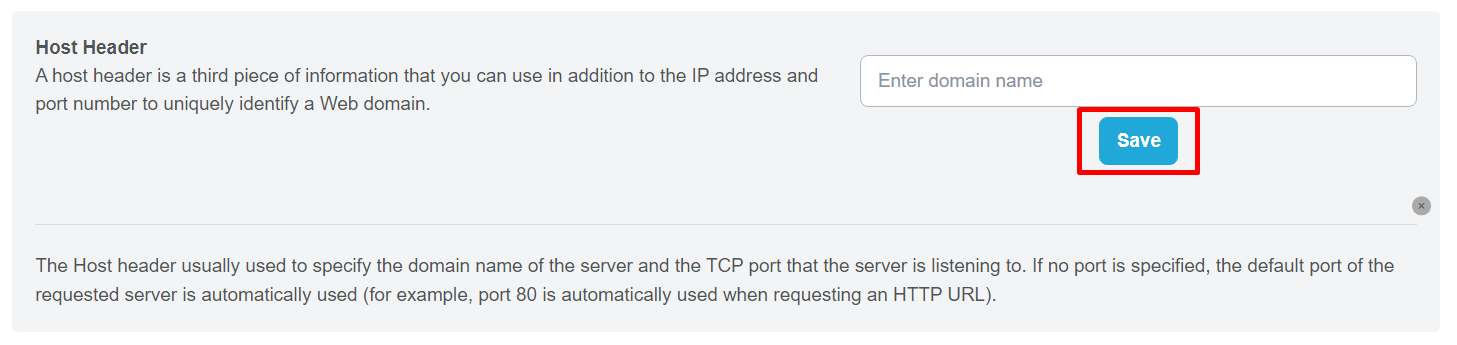 Host Header
A host header is a third piece of information that you can use in addition to the IP address and
port number to uniquely identify a Web domain.
Enter domain name
Save
The Host header usually used to specify the domain name of the server and the TCP port that the server is listening to. If no port is specified, the default port of the
requested server is automatically used (for example, port 80 is automatically used when requesting an HTTP URL).